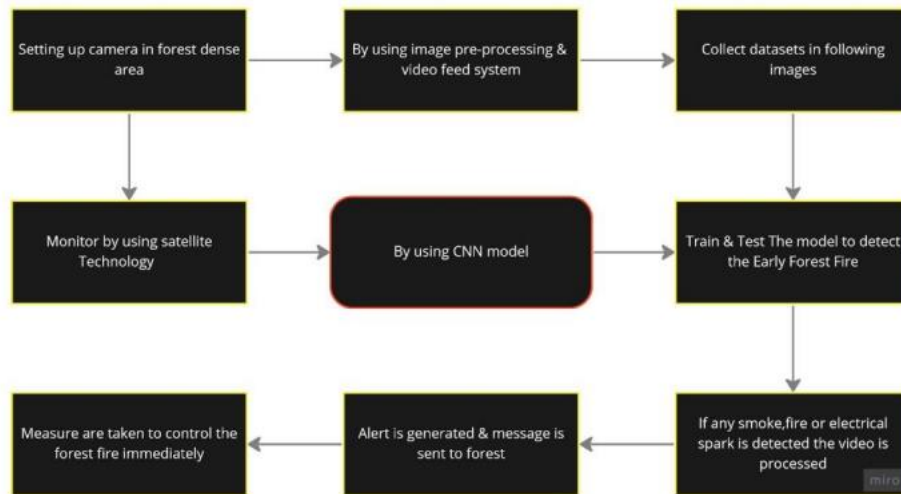 Setting up camera in forest dense
area
By using image pre-processing &
video feed system
Collect datasets in following
images
Monitor by using satellite
Technology
By using CNN model
Train & Test The model to detect
the Early Forest Fire
Measure are taken to control the
forest fire immediately
Alert is generated & message is
sent to forest
If any smoke,fire or electrical
spark is detected the video is
processed
miro